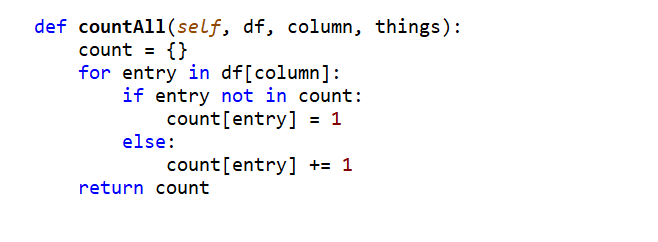 def countAll(self, df, column, things):
    count = {}
    for entry in df[column]:
        if entry not in count:
            count[entry] = 1
        else:
            count[entry] += 1
    return count